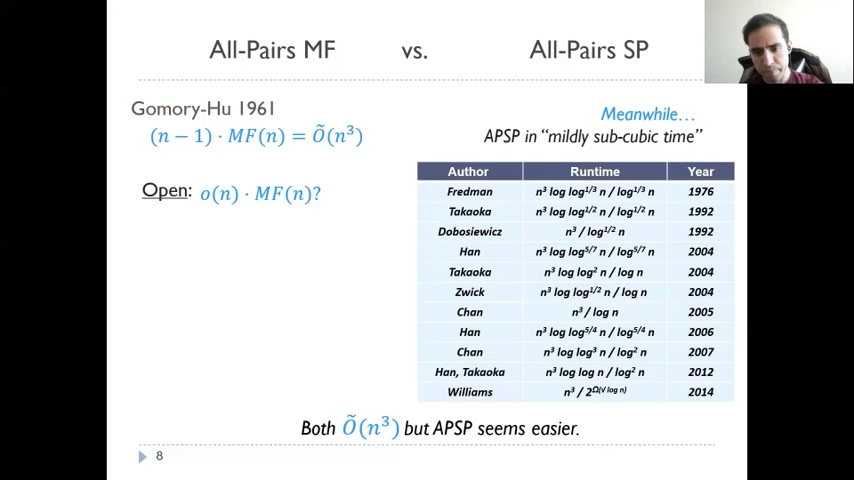 All-Pairs MF vs. All-Pairs SP
Gomory-Hu 1961
(n − 1) · MF(n) = Õ(n³)
Open: o(n) · MF(n)?
Meanwhile…
APSP in “mildly sub-cubic time”
Author Runtime Year
Fredman n³ log log^{1/3} n / log^{1/3} n 1976
Takaoka n³ log log^{1/2} n / log^{1/2} n 1992
Dobosiewicz n³ / log^{1/2} n 1992
Han n³ log log^{5/7} n / log^{5/7} n 2004
Takaoka n³ log log² n / log n 2004
Zwick n³ log log^{1/2} n / log n 2004
Chan n³ / log n 2005
Han n³ log log^{5/4} n / log^{5/4} n 2006
Chan n³ log log³ n / log² n 2007
Han, Takaoka n³ log log n / log² n 2012
Williams n³ / 2^{Ω(√ log n)} 2014
Both Õ(n³) but APSP seems easier.
8